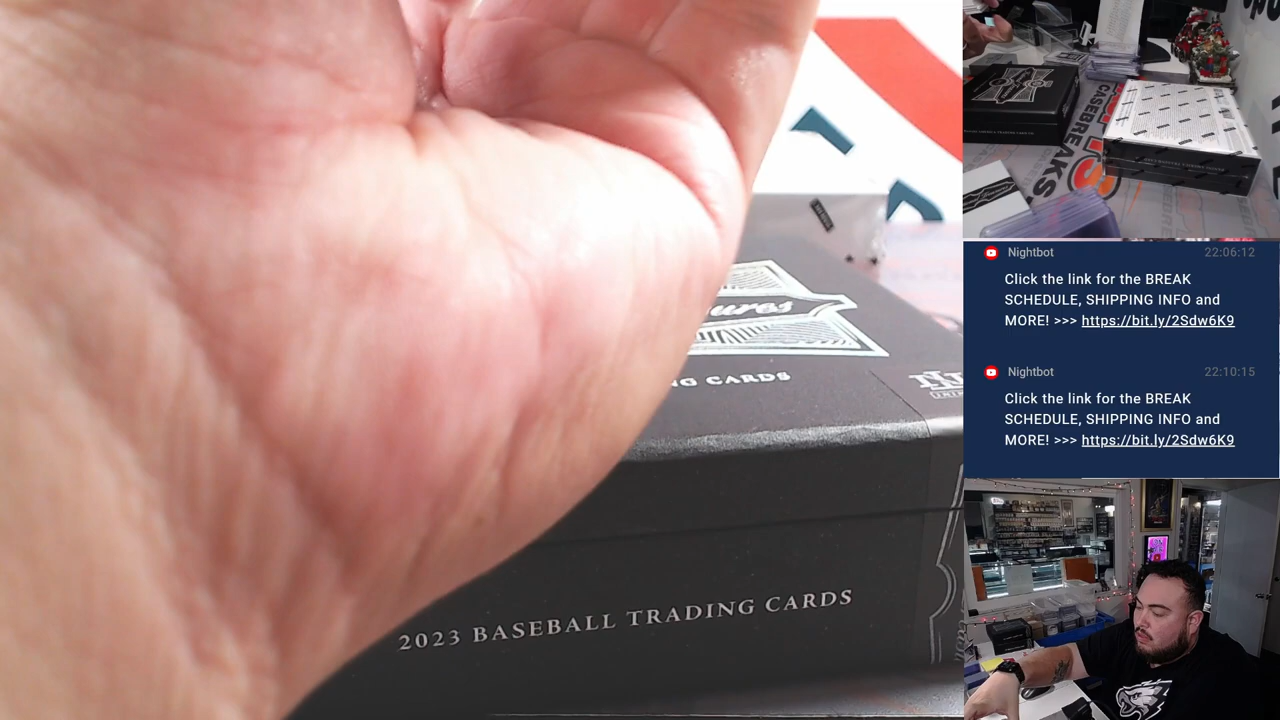 ures
NG CARDS
2023 BASEBALL TRADING CARDS
CASEBREAKS
Nightbot
22:06:12
Click the link for the BREAK
SCHEDULE, SHIPPING INFO and
MORE! >>> https://bit.ly/2Sdw6K9
Nightbot
22:10:15
Click the link for the BREAK
SCHEDULE, SHIPPING INFO and
MORE! >>> https://bit.ly/2Sdw6K9